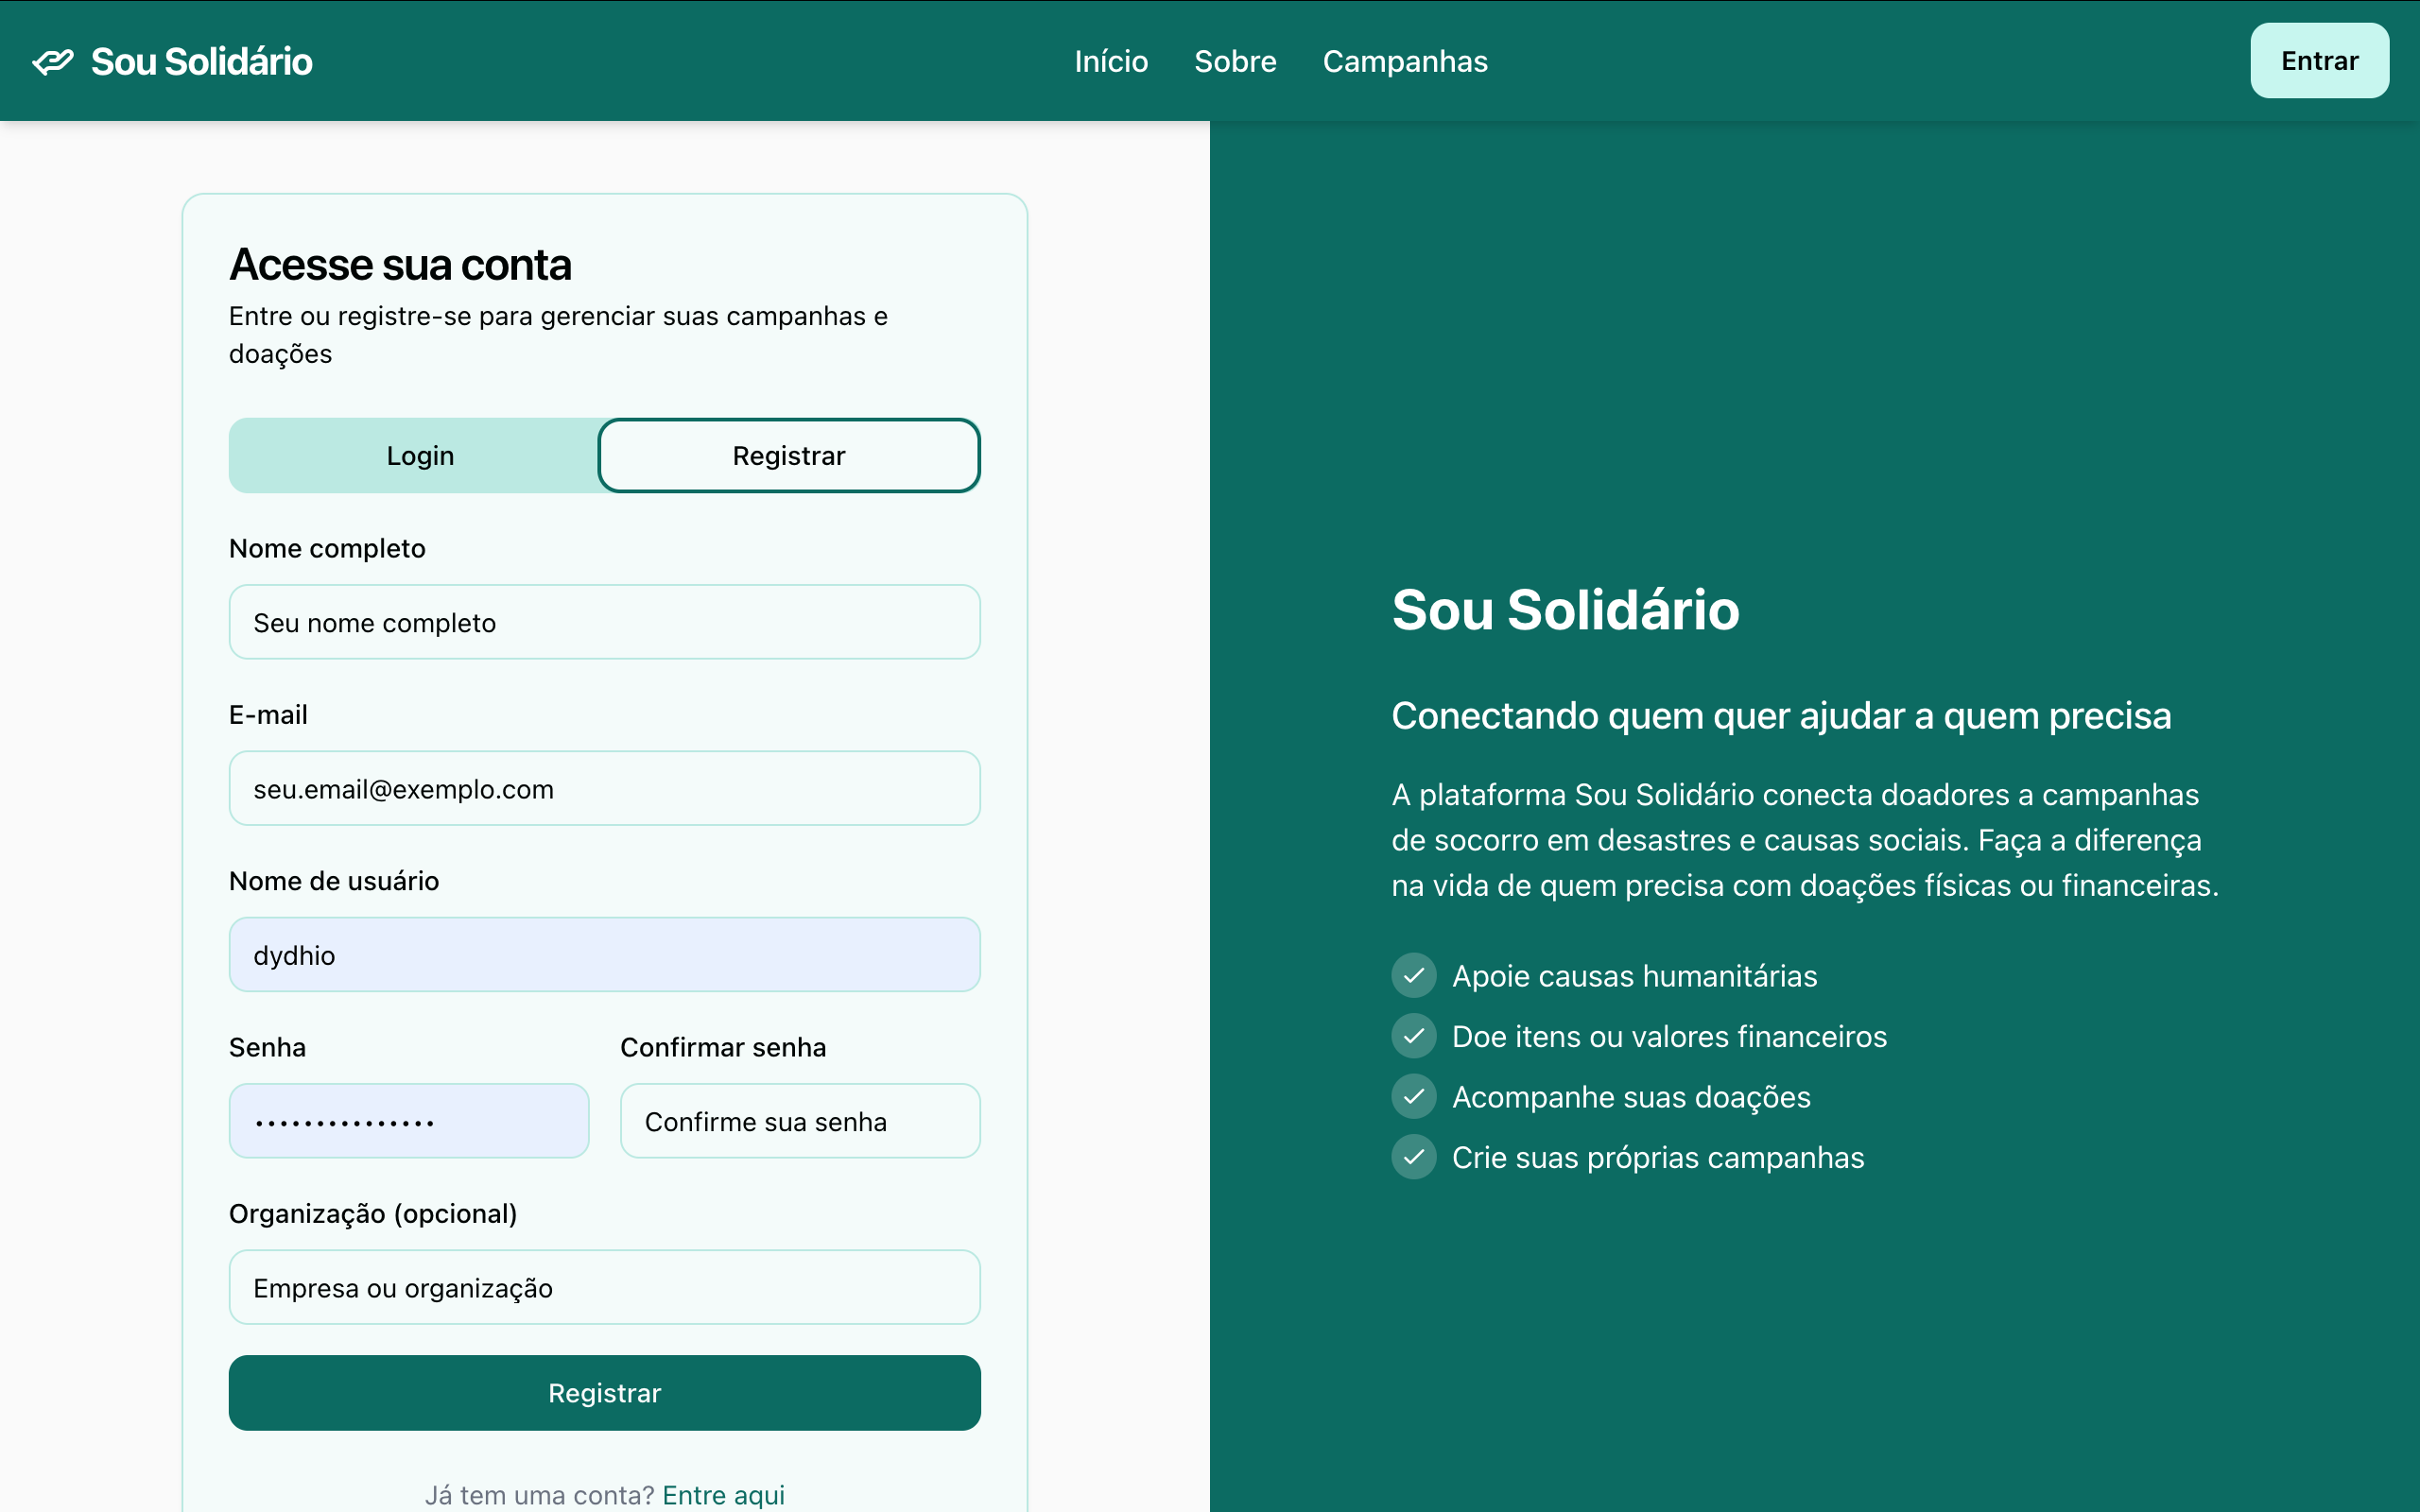 Sou Solidário
Início
Sobre
Campanhas
Entrar
Acesse sua conta
Entre ou registre-se para gerenciar suas campanhas e
doações
Login
Registrar
Nome completo
Seu nome completo
E-mail
seu.email@exemplo.com
Nome de usuário
dydhio
Senha
Confirmar senha
•••••••••••••••
Confirme sua senha
Organização (opcional)
Empresa ou organização
Registrar
Já tem uma conta? Entre aqui
Sou Solidário
Conectando quem quer ajudar a quem precisa
A plataforma Sou Solidário conecta doadores a campanhas
de socorro em desastres e causas sociais. Faça a diferença
na vida de quem precisa com doações físicas ou financeiras.
Apoie causas humanitárias
Doe itens ou valores financeiros
Acompanhe suas doações
Crie suas próprias campanhas